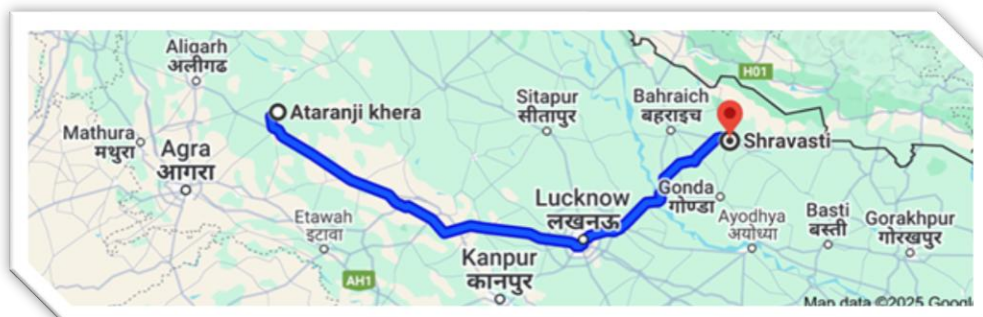 Aligarh
अलीगढ
H01
Ataranji khera
Sitapur
सीतापुर
Bahraich
बहराइच
Mathura
मथुरा
Shravasti
Agra
आगरा
Lucknow
लखनऊ
Gonda
गोण्डा
Etawah
इटावा
Ayodhya
अयोध्या
Basti
बस्ती
Gorakhpur
गोरखपुर
Kanpur
कानपुर
AH1
Map data ©2025 Googl